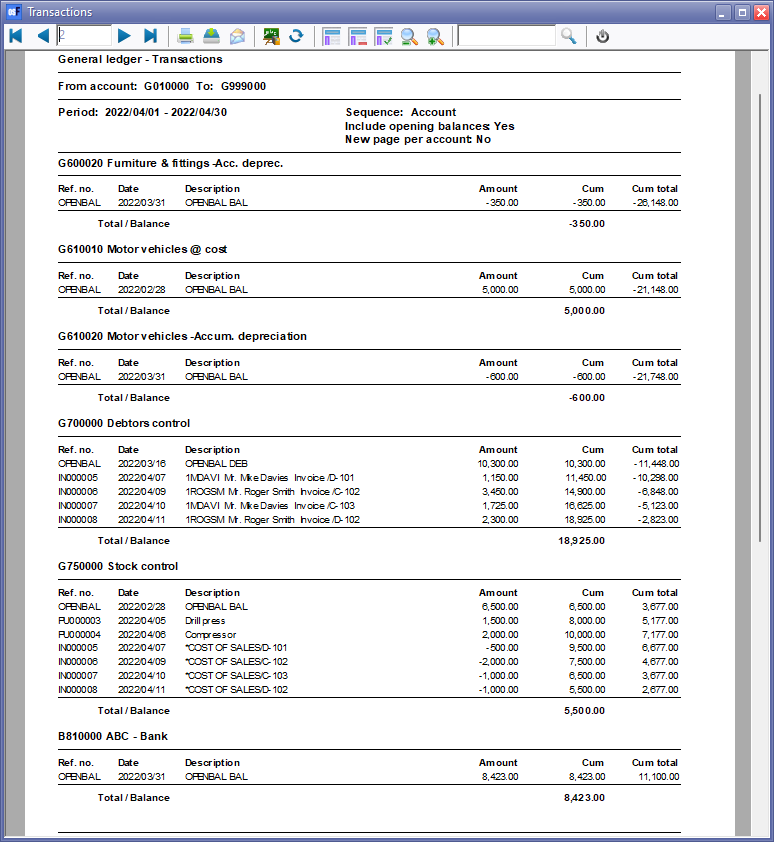 Transactions
2
General ledger - Transactions
From account: G010000 To: G999000
Period: 2022/04/01 - 2022/04/30 Sequence: Account
Include opening balances: Yes
New page per account: No
G600020 Furniture & fittings -Acc. deprec.
Ref. no. Date Description Amount Cum Cum total
OPENBAL 2022/03/31 OPENBAL BAL -350.00 -350.00 -26,148.00
Total / Balance -350.00
G610010 Motor vehicles @ cost
Ref. no. Date Description Amount Cum Cum total
OPENBAL 2022/02/28 OPENBAL BAL 5,000.00 5,000.00 -21,148.00
Total / Balance 5,000.00
G610020 Motor vehicles -Accum. depreciation
Ref. no. Date Description Amount Cum Cum total
OPENBAL 2022/03/31 OPENBAL BAL -600.00 -600.00 -21,748.00
Total / Balance -600.00
G700000 Debtors control
Ref. no. Date Description Amount Cum Cum total
OPENBAL 2022/03/16 OPENBAL DEB 10,300.00 10,300.00 -11,448.00
IN000005 2022/04/07 1MDAVI Mr. Mike Davies Invoice /D-101 1,150.00 11,450.00 -10,298.00
IN000006 2022/04/09 1ROGSM Mr. Roger Smith Invoice /C-102 3,450.00 14,900.00 -6,848.00
IN000007 2022/04/10 1MDAVI Mr. Mike Davies Invoice /C-103 1,725.00 16,625.00 -5,123.00
IN000008 2022/04/11 1ROGSM Mr. Roger Smith Invoice /D-102 2,300.00 18,925.00 -2,823.00
Total / Balance 18,925.00
G750000 Stock control
Ref. no. Date Description Amount Cum Cum total
OPENBAL 2022/02/28 OPENBAL BAL 6,500.00 6,500.00 3,677.00
PU000003 2022/04/05 Drill press 1,500.00 8,000.00 5,177.00
PU000004 2022/04/06 Compressor 2,000.00 10,000.00 7,177.00
IN000005 2022/04/07 *COST OF SALES/D-101 -500.00 9,500.00 6,677.00
IN000006 2022/04/09 *COST OF SALES/C-102 -2,000.00 7,500.00 4,677.00
IN000007 2022/04/10 *COST OF SALES/C-103 -1,000.00 6,500.00 3,677.00
IN000008 2022/04/11 *COST OF SALES/D-102 -1,000.00 5,500.00 2,677.00
Total / Balance 5,500.00
B810000 ABC - Bank
Ref. no. Date Description Amount Cum Cum total
OPENBAL 2022/03/31 OPENBAL BAL 8,423.00 8,423.00 11,100.00
Total / Balance 8,423.00